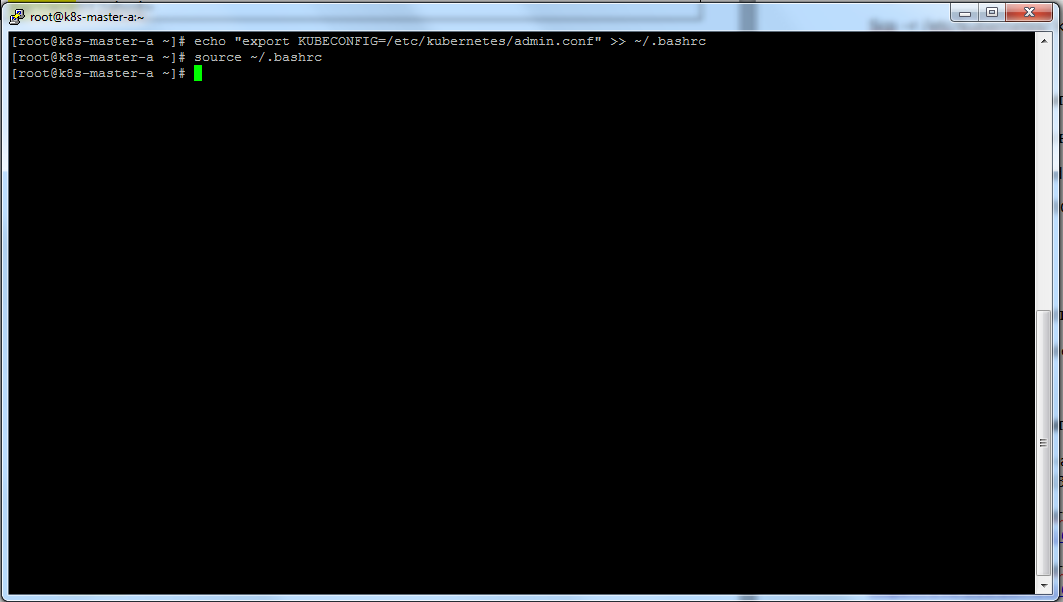 root@k8s-master-a:~
[root@k8s-master-a ~]# echo "export KUBECONFIG=/etc/kubernetes/admin.conf" >> ~/.bashrc
[root@k8s-master-a ~]# source ~/.bashrc
[root@k8s-master-a ~]#